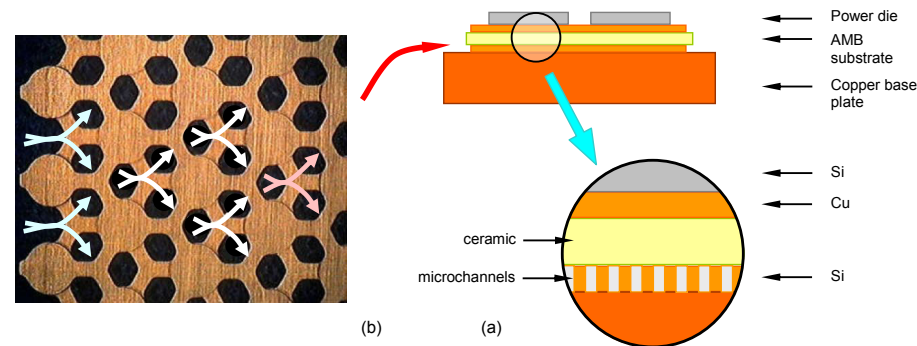 Power die
AMB
substrate
Copper base
plate
Si
Cu
ceramic
microchannels
Si
(b)
(a)